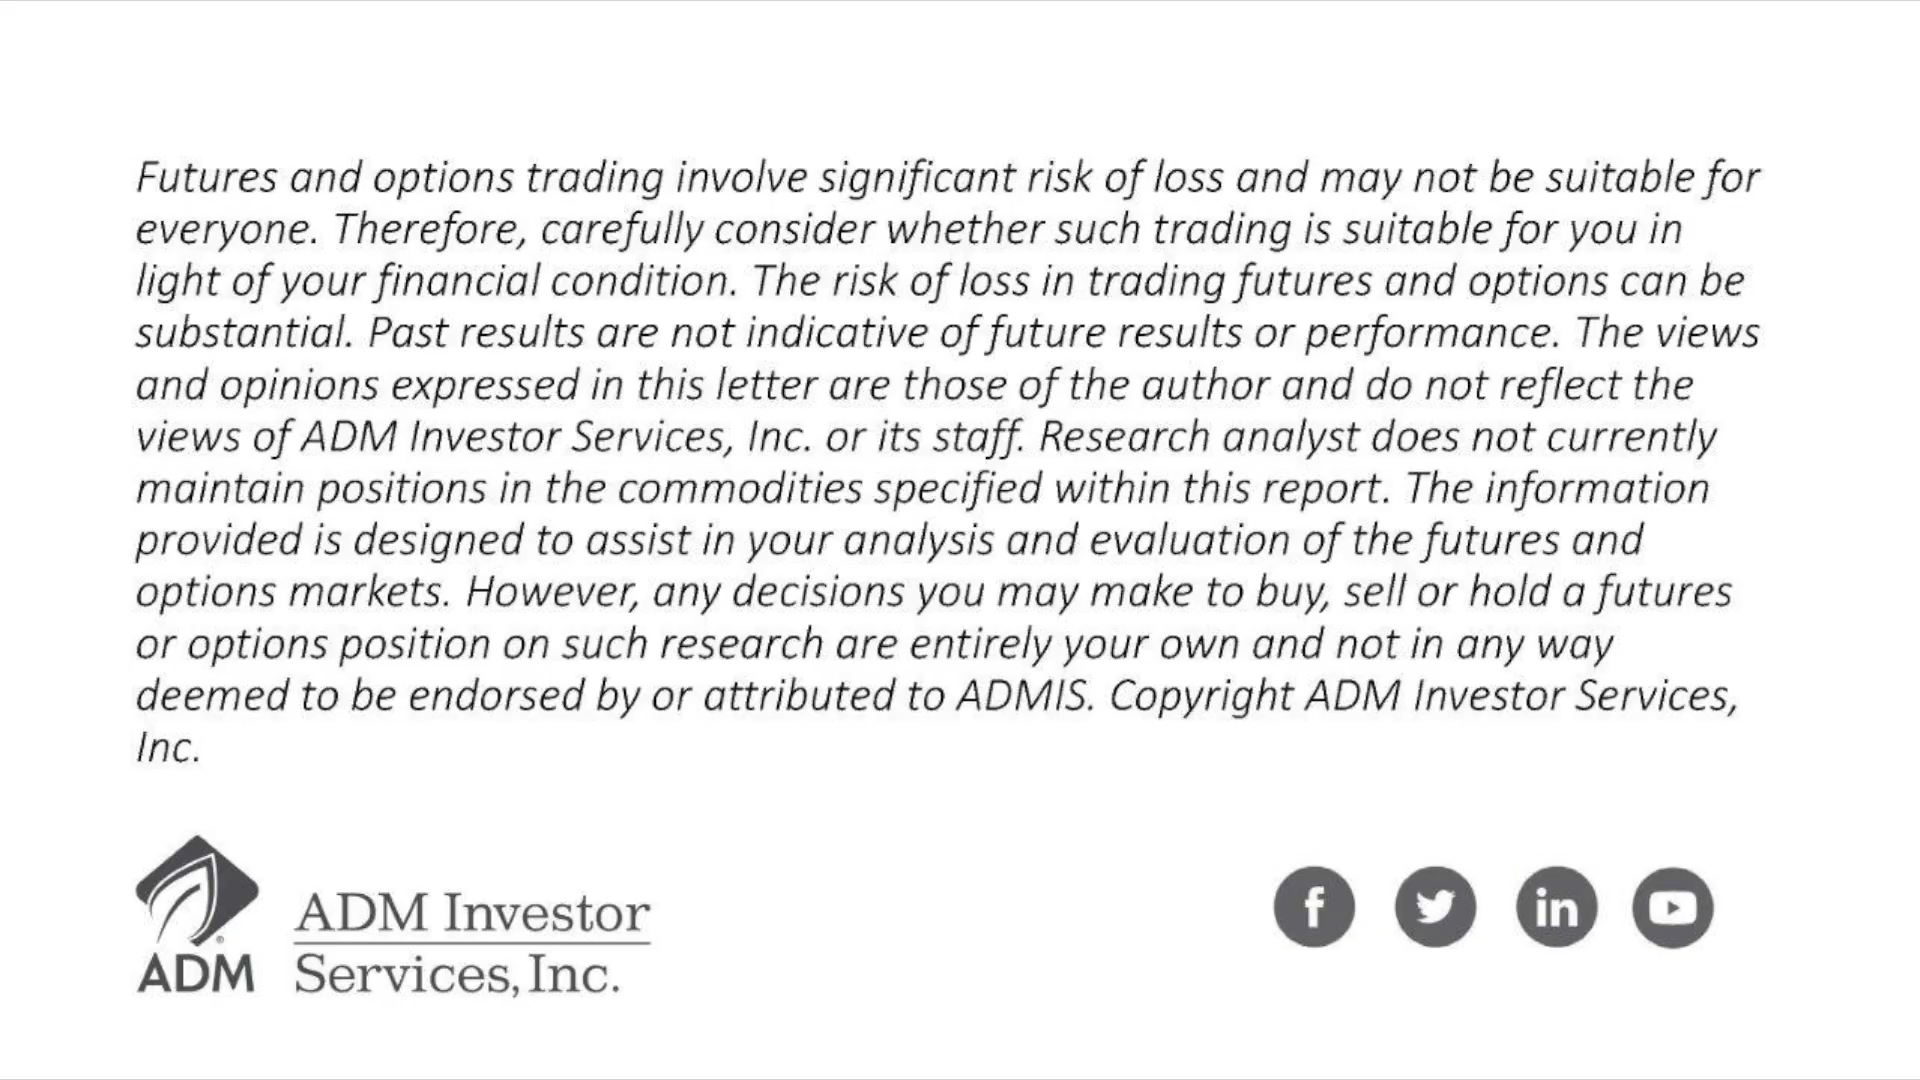 Futures and options trading involve significant risk of loss and may not be suitable for
everyone. Therefore, carefully consider whether such trading is suitable for you in
light of your financial condition. The risk of loss in trading futures and options can be
substantial. Past results are not indicative of future results or performance. The views
and opinions expressed in this letter are those of the author and do not reflect the
views of ADM Investor Services, Inc. or its staff. Research analyst does not currently
maintain positions in the commodities specified within this report. The information
provided is designed to assist in your analysis and evaluation of the futures and
options markets. However, any decisions you may make to buy, sell or hold a futures
or options position on such research are entirely your own and not in any way
deemed to be endorsed by or attributed to ADMIS. Copyright ADM Investor Services,
Inc.
ADM
ADM Investor
Services, Inc.
f
in